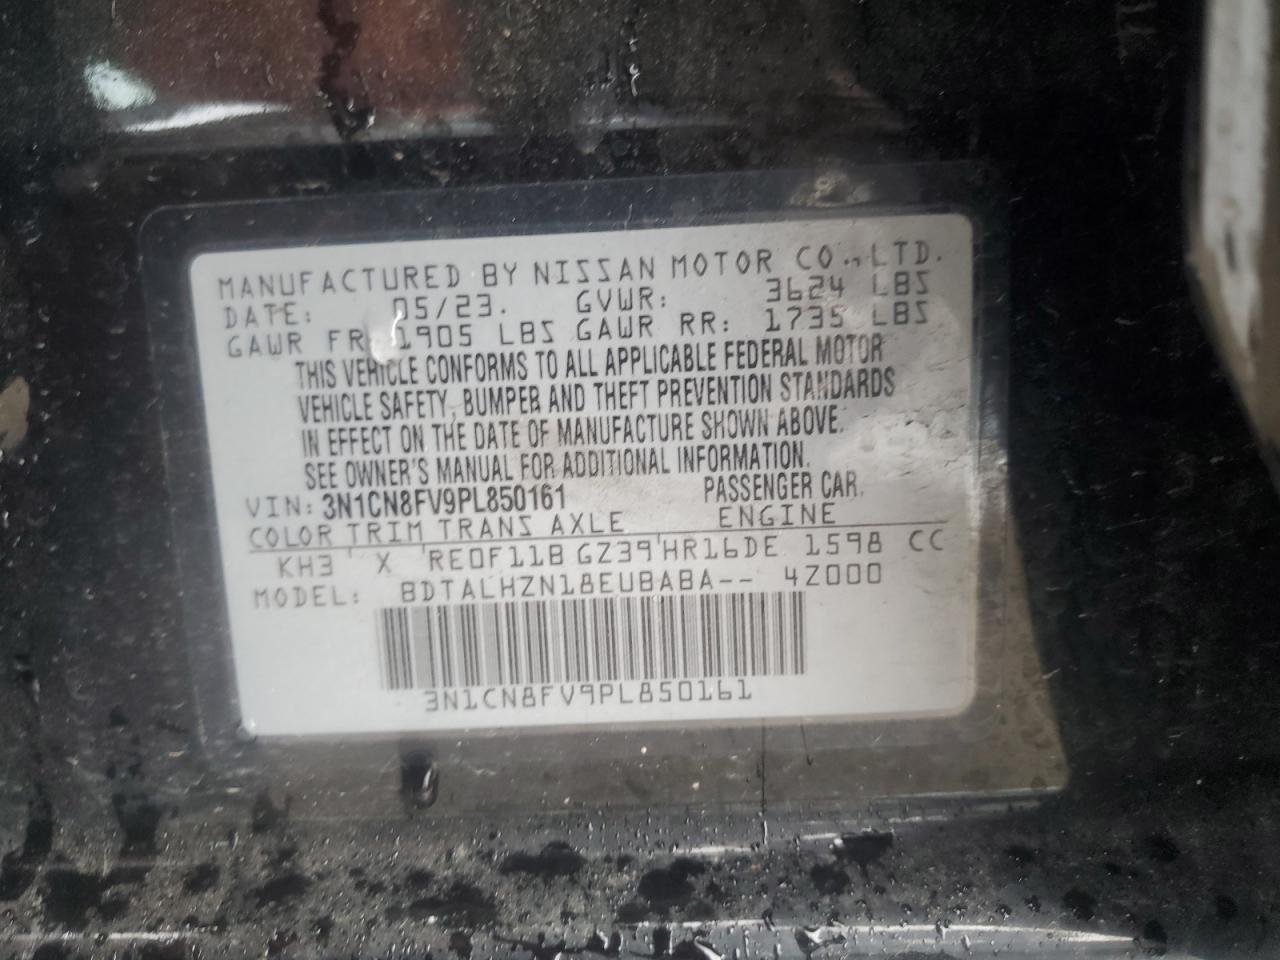 MANUFACTURED BY NISSAN MOTOR CO., LTD.
DATE: 05/23. GVWR: 3624 LBS
GAWR FR 1905 LBS GAWR RR: 1735 LBS
THIS VEHICLE CONFORMS TO ALL APPLICABLE FEDERAL MOTOR
VEHICLE SAFETY, BUMPER AND THEFT PREVENTION STANDARDS
IN EFFECT ON THE DATE OF MANUFACTURE SHOWN ABOVE.
SEE OWNER'S MANUAL FOR ADDITIONAL INFORMATION.
VIN: 3N1CN8FV9PL850161 PASSENGER CAR.
COLOR TRIM TRANS AXLE ENGINE
KH3 X RE0F11B GZ39 HR16DE 1598 CC
MODEL: BDTALHZN18EUBABA-- 4Z000
3N1CN8FV9PL850161